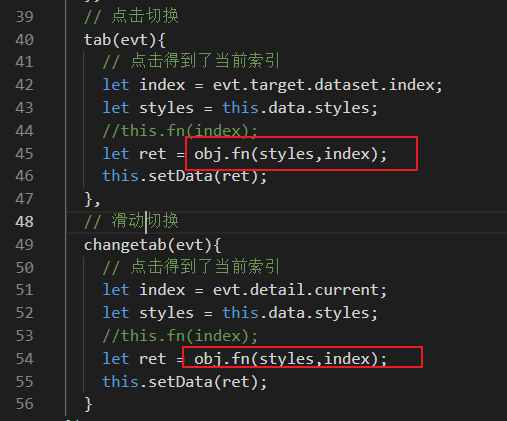 39 // 点击切换
40 tab(evt){
41 // 点击得到了当前索引
42 let index = evt.target.dataset.index;
43 let styles = this.data.styles;
44 //this.fn(index);
45 let ret = obj.fn(styles,index);
46 this.setData(ret);
47 },
48 // 滑动切换
49 changetab(evt){
50 // 点击得到了当前索引
51 let index = evt.detail.current;
52 let styles = this.data.styles;
53 //this.fn(index);
54 let ret = obj.fn(styles,index);
55 this.setData(ret);
56 }